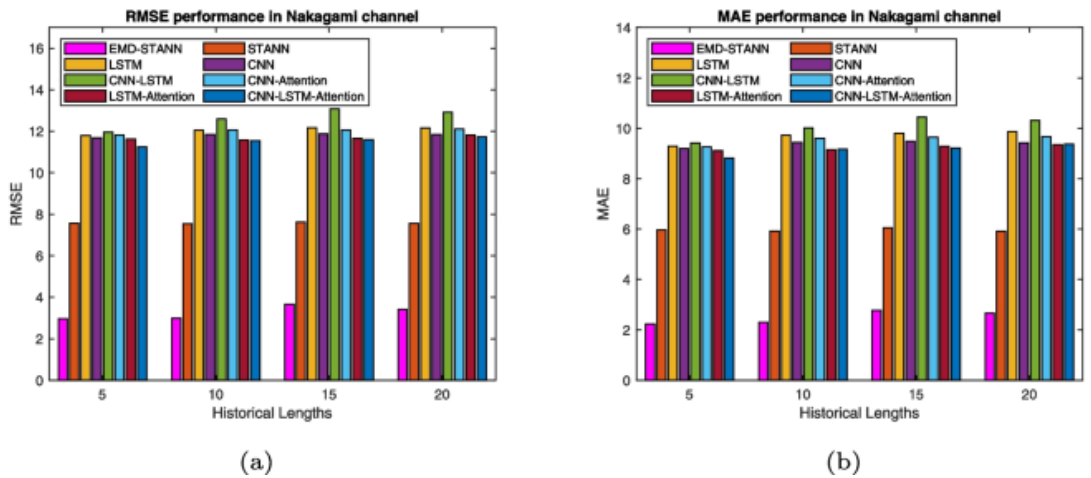 RMSE performance in Nakagami channel
16
14
12
10
8
6
4
2
0
RMSE
EMD-STANN
STANN
LSTM
CNN
CNN-LSTM
CNN-Attention
LSTM-Attention
CNN-LSTM-Attention
5
10
15
20
Historical Lengths
(a)
MAE performance in Nakagami channel
14
12
10
8
6
4
2
0
MAE
EMD-STANN
STANN
LSTM
CNN
CNN-LSTM
CNN-Attention
LSTM-Attention
CNN-LSTM-Attention
5
10
15
20
Historical Lengths
(b)